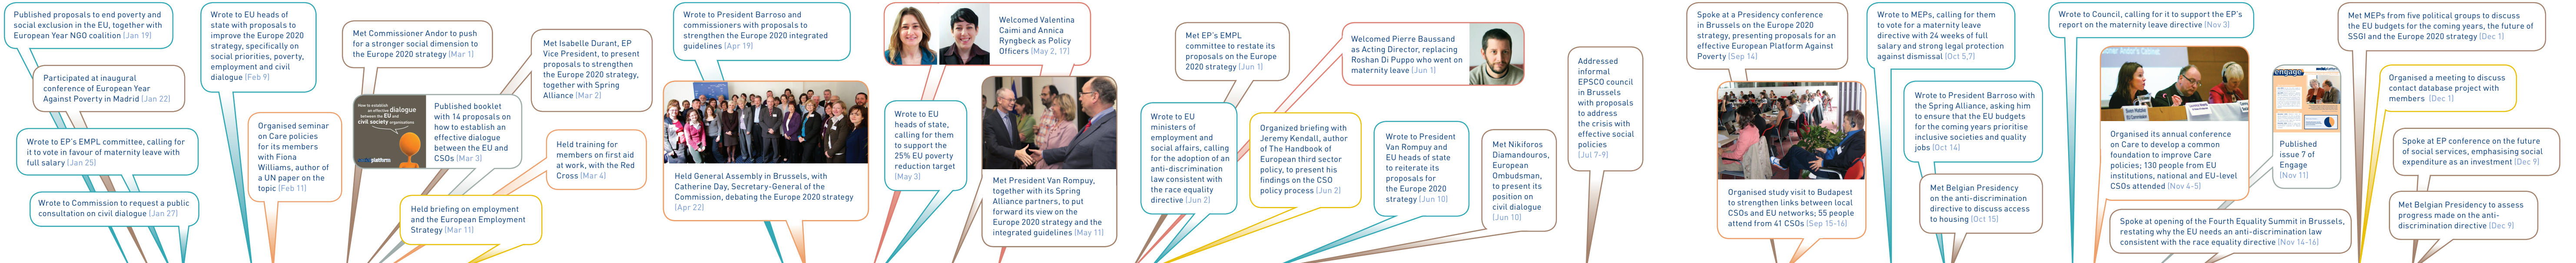 Published proposals to end poverty and
social exclusion in the EU, together with
European Year NGO coalition (Jan 19)
Participated at inaugural
conference of European Year
Against Poverty in Madrid (Jan 22)
Wrote to EP's EMPL committee, calling for
it to vote in favour of maternity leave with
full salary (Jan 25)
Wrote to Commission to request a public
consultation on civil dialogue (Jan 27)
Wrote to EU heads of
state with proposals to
improve the Europe 2020
strategy, specifically on
social priorities, poverty,
employment and civil
dialogue (Feb 9)
Organised seminar
on Care policies
for its members
with Fiona
Williams, author of
a UN paper on the
topic (Feb 11)
Met Commissioner Andor to push
for a stronger social dimension to
the Europe 2020 strategy (Mar 1)
Met Isabelle Durant, EP
Vice President, to present
proposals to strengthen
the Europe 2020 strategy,
together with Spring
Alliance (Mar 2)
How to establish
an effective dialogue
between the EU and
civil society organisations
Published booklet
with 14 proposals on
how to establish an
effective dialogue
between the EU and
CSOs (Mar 3)
Held training for
members on first aid
at work, with the Red
Cross (Mar 4)
Held briefing on employment
and the European Employment
Strategy (Mar 11)
Wrote to President Barroso and
commissioners with proposals to
strengthen the Europe 2020 integrated
guidelines (Apr 19)
Held General Assembly in Brussels, with
Catherine Day, Secretary-General of the
Commission, debating the Europe 2020 strategy
(Apr 22)
Welcomed Valentina
Caimi and Annica
Ryngbeck as Policy
Officers (May 2, 17)
Wrote to EU
heads of state,
calling for them
to support the
25% EU poverty
reduction target
(May 3)
Met President Van Rompuy,
together with its Spring
Alliance partners, to put
forward its view on the
Europe 2020 strategy and the
integrated guidelines (May 11)
Met EP's EMPL
committee to restate its
proposals on the Europe
2020 strategy (Jun 1)
Welcomed Pierre Baussand
as Acting Director, replacing
Roshan Di Puppo who went on
maternity leave (Jun 1)
Wrote to EU
ministers of
employment and
social affairs, calling
for the adoption of an
anti-discrimination
law consistent with
the race equality
directive (Jun 2)
Organized briefing with
Jeremy Kendall, author
of The Handbook of
European third sector
policy, to present his
findings on the CSO
policy process (Jun 2)
Wrote to President
Van Rompuy and
EU heads of state
to reiterate its
proposals for
the Europe 2020
strategy (Jun 10)
Met Nikiforos
Diamandouros,
European
Ombudsman,
to present its
position on
civil dialogue
(Jun 10)
Addressed
informal
EPSCO council
in Brussels
with proposals
to address
the crisis with
effective social
policies
(Jul 7-9)
Spoke at a Presidency conference
in Brussels on the Europe 2020
strategy, presenting proposals for an
effective European Platform Against
Poverty (Sep 14)
Organised study visit to Budapest
to strengthen links between local
CSOs and EU networks; 55 people
attend from 41 CSOs (Sep 15-16)
Wrote to MEPs, calling for them
to vote for a maternity leave
directive with 24 weeks of full
salary and strong legal protection
against dismissal (Oct 5,7)
Wrote to President Barroso with
the Spring Alliance, asking him
to ensure that the EU budgets
for the coming years prioritise
inclusive societies and quality
jobs (Oct 14)
Met Belgian Presidency
on the anti-discrimination
directive to discuss access
to housing (Oct 15)
Wrote to Council, calling for it to support the EP's
report on the maternity leave directive (Nov 3)
Organised its annual conference
on Care to develop a common
foundation to improve Care
policies; 130 people from EU
institutions, national and EU-level
CSOs attended (Nov 4-5)
engage
Published
issue 7 of
Engage
(Nov 11)
Spoke at opening of the Fourth Equality Summit in Brussels,
restating why the EU needs an anti-discrimination law
consistent with the race equality directive (Nov 14-16)
Met MEPs from five political groups to discuss
the EU budgets for the coming years, the future of
SSGI and the Europe 2020 strategy (Dec 1)
Organised a meeting to discuss
contact database project with
members (Dec 1)
Spoke at EP conference on the future
of social services, emphasising social
expenditure as an investment (Dec 9)
Met Belgian Presidency to assess
progress made on the anti-
discrimination directive (Dec 9)